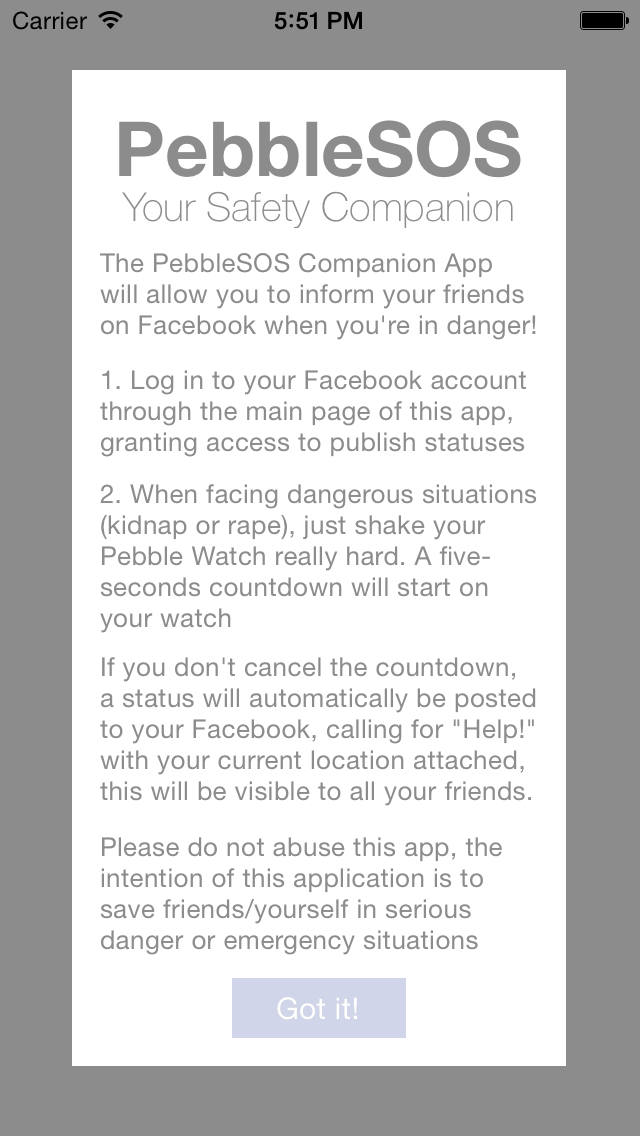 Carrier 5:51 PM
PebbleSOS
Your Safety Companion
The PebbleSOS Companion App
will allow you to inform your friends
on Facebook when you're in danger!
1. Log in to your Facebook account
through the main page of this app,
granting access to publish statuses
2. When facing dangerous situations
(kidnap or rape), just shake your
Pebble Watch really hard. A five-
seconds countdown will start on
your watch
If you don't cancel the countdown,
a status will automatically be posted
to your Facebook, calling for "Help!"
with your current location attached,
this will be visible to all your friends.
Please do not abuse this app, the
intention of this application is to
save friends/yourself in serious
danger or emergency situations
Got it!